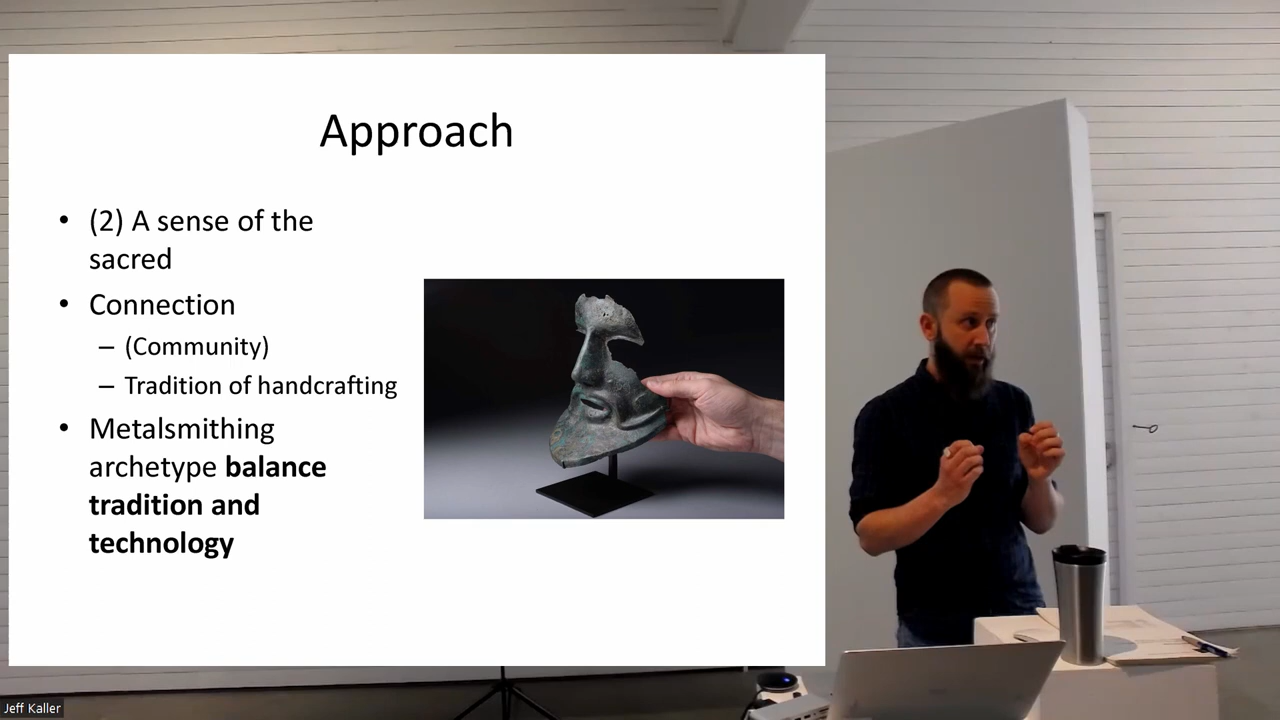 Approach
• (2) A sense of the
sacred
• Connection
– (Community)
– Tradition of handcrafting
• Metalsmithing
archetype balance
tradition and
technology
Jeff Kaller